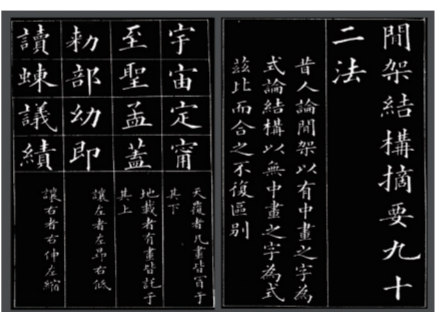 間架結構摘要九十
二法
昔人論間架以有中畫之字為
式論結構以無中畫之字為式
茲比而合之不復區別
宇宙定甯
天覆者凡畫皆冒于
其下
至聖孟蓋
地載者有畫皆託于
其上
勅部幼即
讓左者左昂右低
讀蝀議績
讓右者右伸左縮